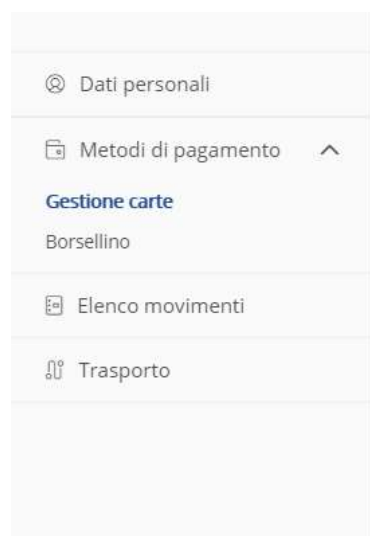 Dati personali
Metodi di pagamento
Gestione carte
Borsellino
Elenco movimenti
Trasporto